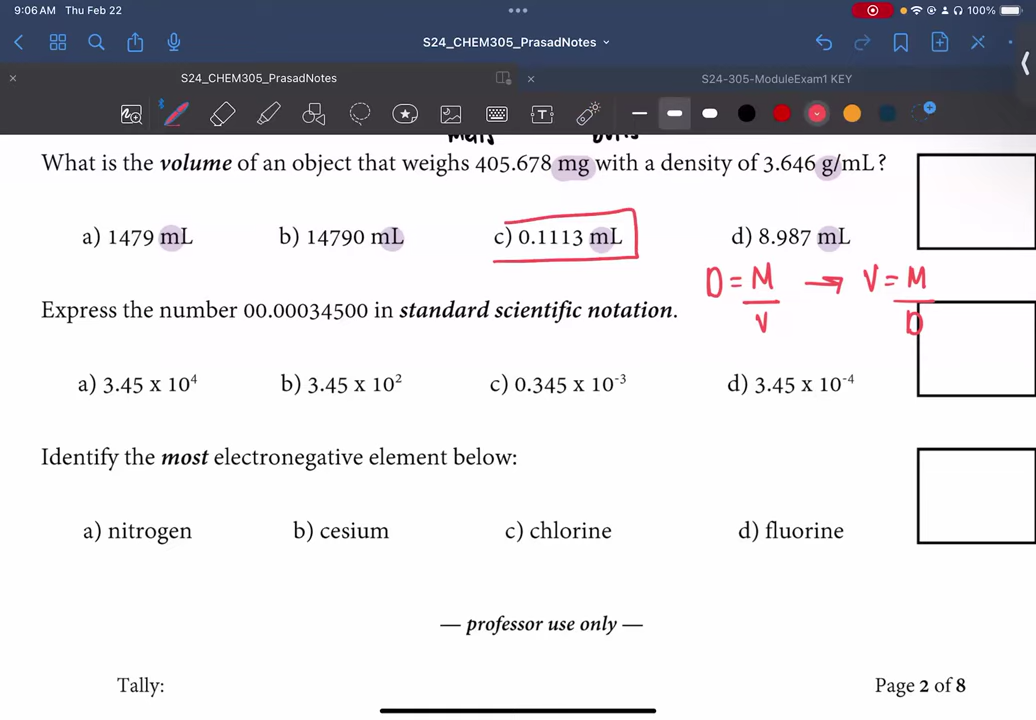 9:06 AM Thu Feb 22
100%
S24_CHEM305_PrasadNotes
S24_CHEM305_PrasadNotes
S24-305-ModuleExam1 KEY
What is the volume of an object that weighs 405.678 mg with a density of 3.646 g/mL?
a) 1479 mL b) 14790 mL c) 0.1113 mL d) 8.987 mL
D = M/V → V = M/D
Express the number 00.00034500 in standard scientific notation.
a) 3.45 x 10⁴ b) 3.45 x 10² c) 0.345 x 10⁻³ d) 3.45 x 10⁻⁴
Identify the most electronegative element below:
a) nitrogen b) cesium c) chlorine d) fluorine
— professor use only —
Tally:
Page 2 of 8